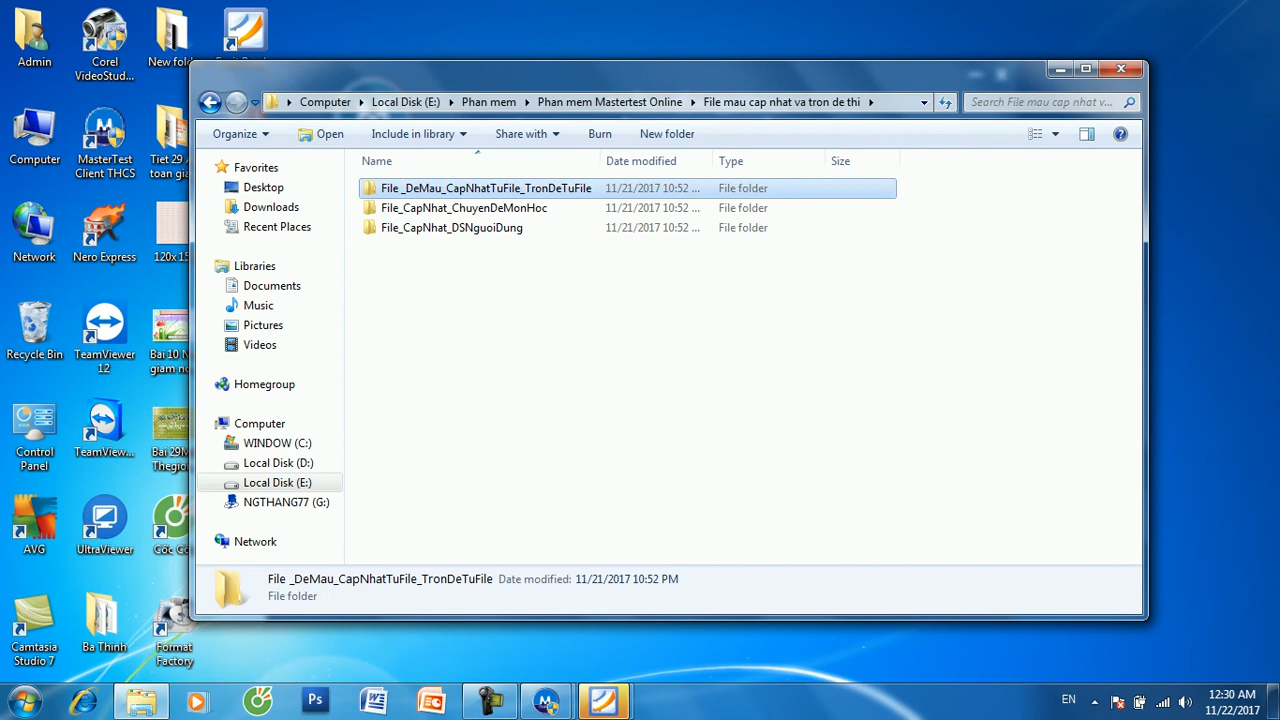 Admin
Corel
VideoStud...
New fold
Computer
MasterTest
Client THCS
Tiet 29
toan gia
Network
Nero Express
120x 15
Recycle Bin
TeamViewer
12
Bai 10 N
giam no
Control
Panel
TeamView...
Bai 29M
Thegio
AVG
UltraViewer
Cốc Cố
Camtasia
Studio 7
Ba Thinh
Format
Factory
Computer
Local Disk (E:)
Phan mem
Phan mem Mastertest Online
File mau cap nhat va tron de thi
Search File mau cap nhat v...
Organize
Open
Include in library
Share with
Burn
New folder
Favorites
Desktop
Downloads
Recent Places
Libraries
Documents
Music
Pictures
Videos
Homegroup
Computer
WINDOW (C:)
Local Disk (D:)
Local Disk (E:)
NGTHANG77 (G:)
Network
Name Date modified Type Size
File _DeMau_CapNhatTuFile_TronDeTuFile 11/21/2017 10:52 ... File folder
File_CapNhat_ChuyenDeMonHoc 11/21/2017 10:52 ... File folder
File_CapNhat_DSNguoiDung 11/21/2017 10:52 ... File folder
File _DeMau_CapNhatTuFile_TronDeTuFile Date modified: 11/21/2017 10:52 PM
File folder
Ps
EN
12:30 AM
11/22/2017